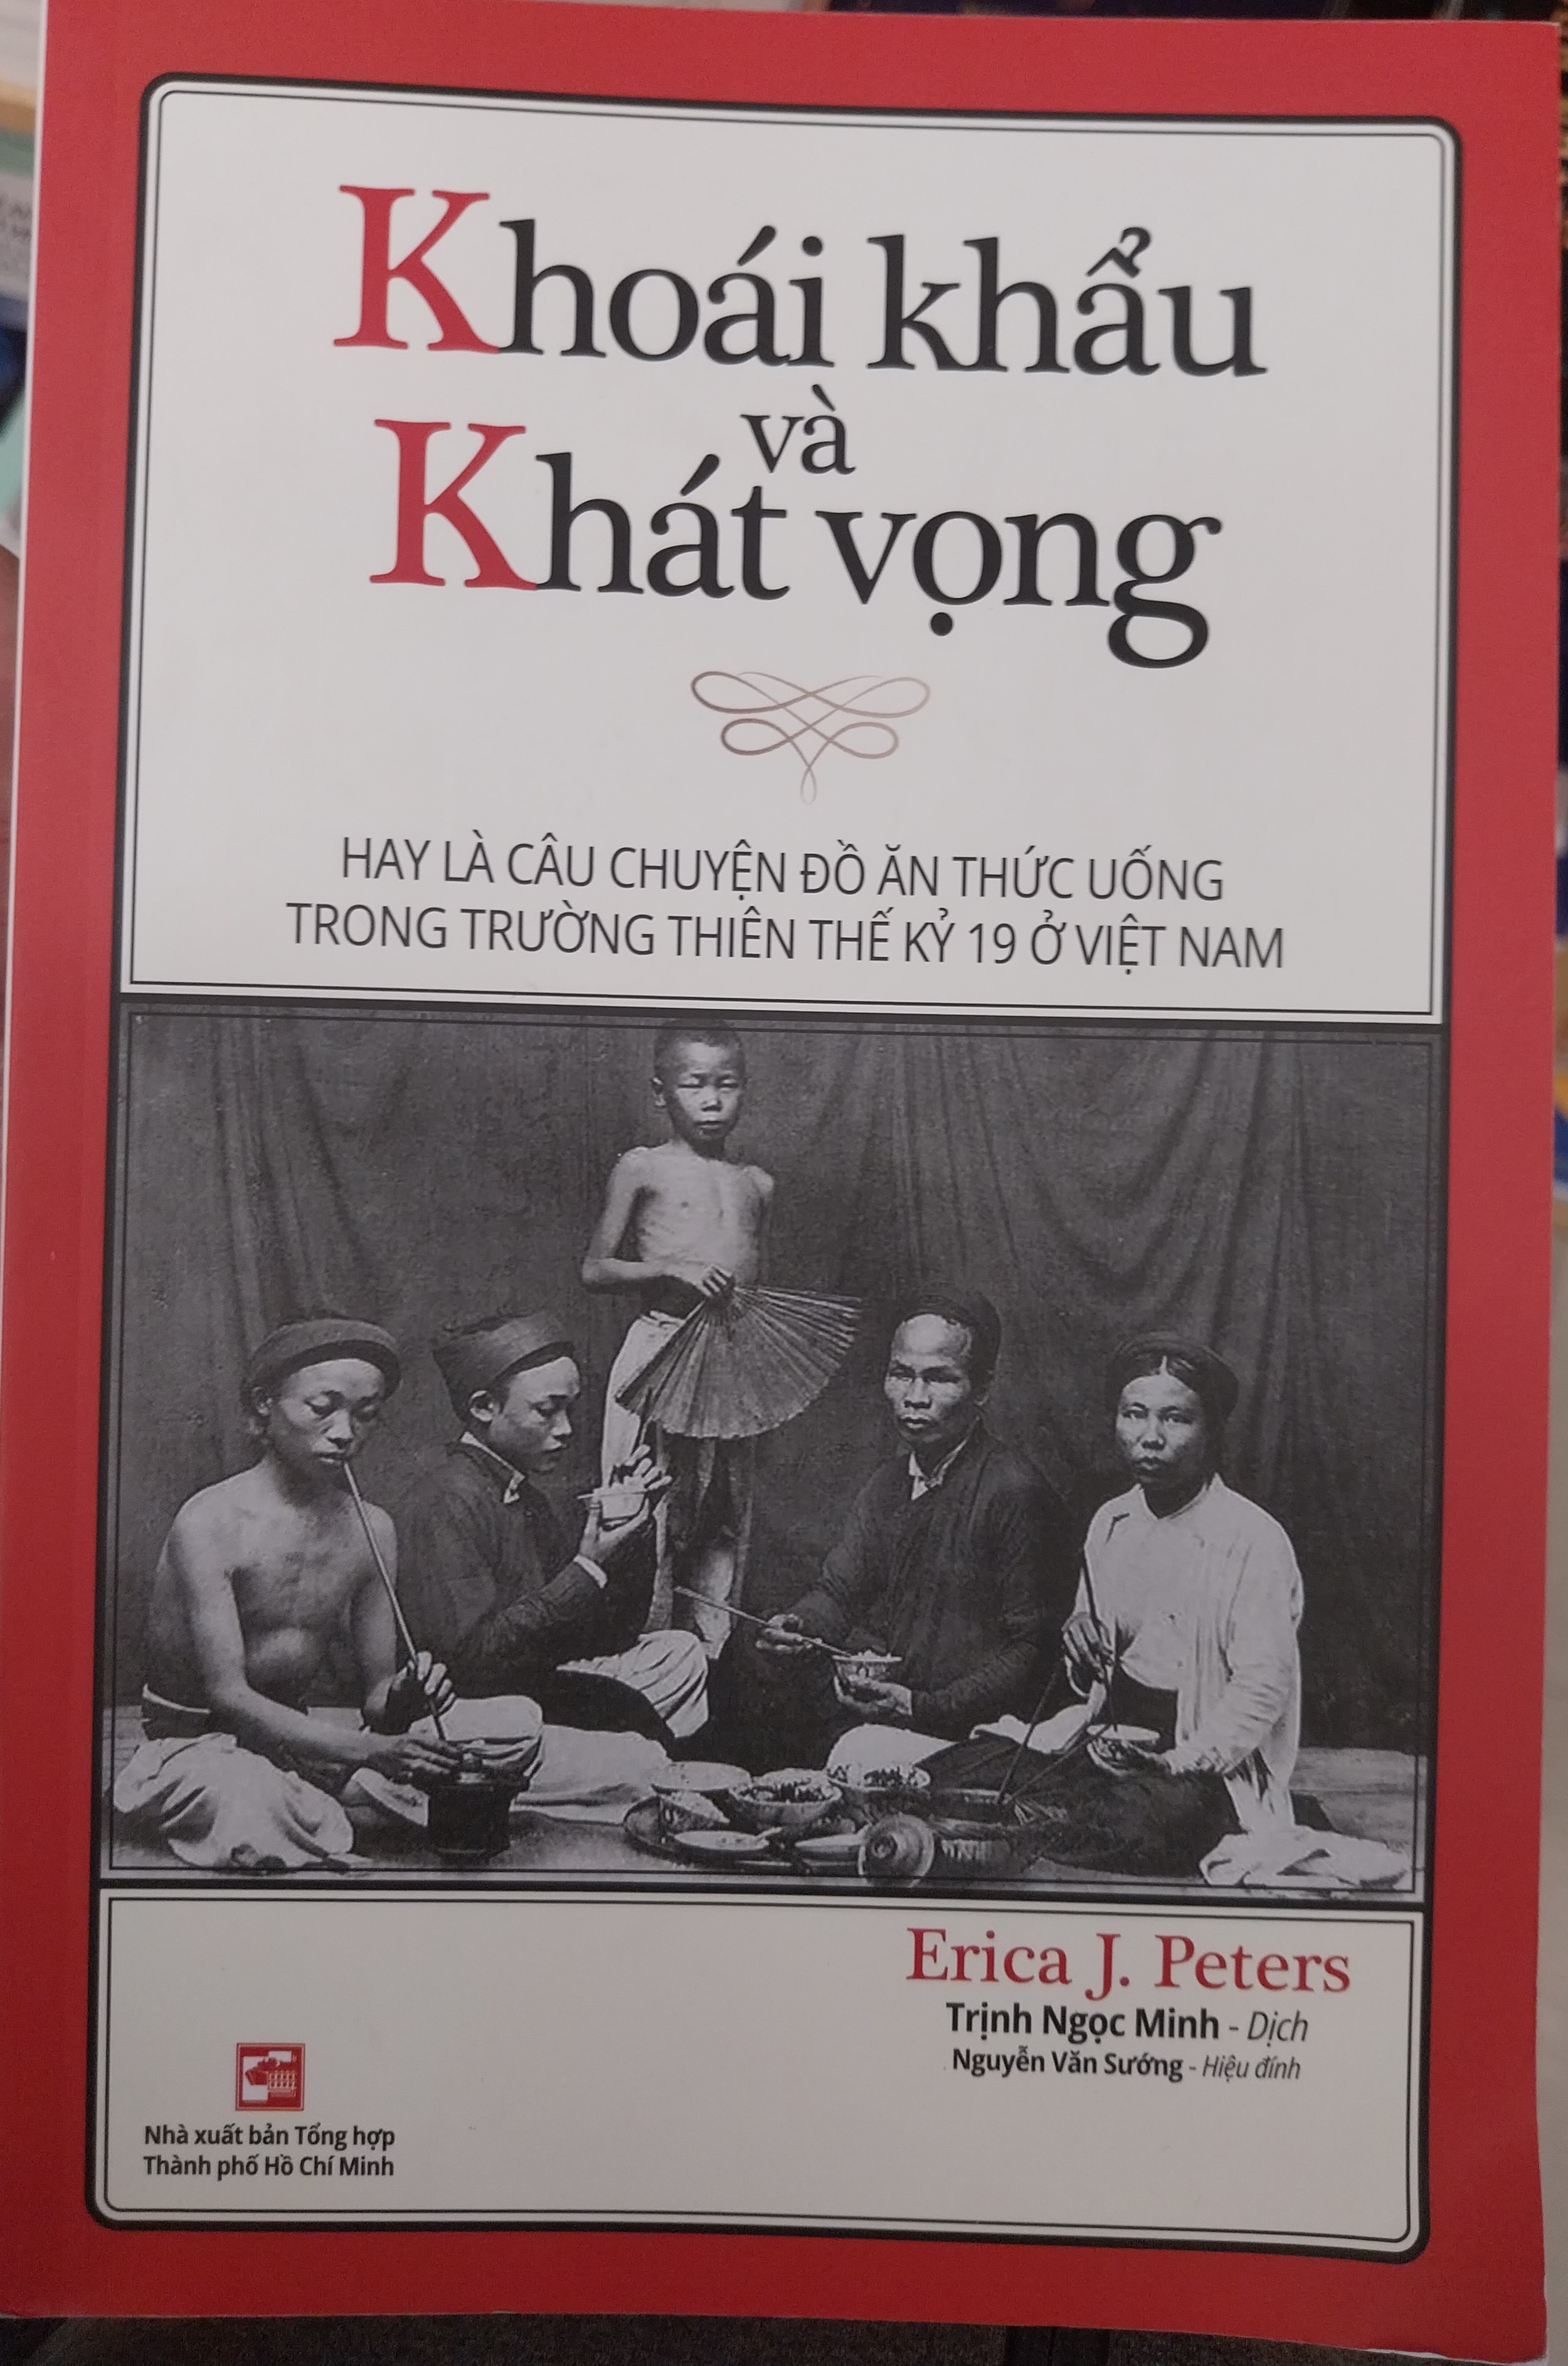 Khoái khẩu
và
Khát vọng
HAY LÀ CÂU CHUYỆN ĐỒ ĂN THỨC UỐNG
TRONG TRƯỜNG THIÊN THẾ KỶ 19 Ở VIỆT NAM
Erica J. Peters
Trịnh Ngọc Minh - Dịch
Nguyễn Văn Sướng - Hiệu đính
Nhà xuất bản Tổng hợp
Thành phố Hồ Chí Minh